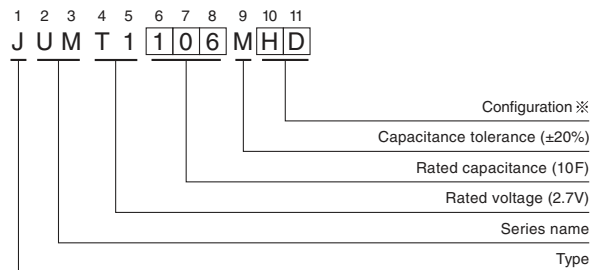 1 2 3 4 5 6 7 8 9 10 11
J U M T 1 1 0 6 M H D
Configuration ※
Capacitance tolerance (±20%)
Rated capacitance (10F)
Rated voltage (2.7V)
Series name
Type